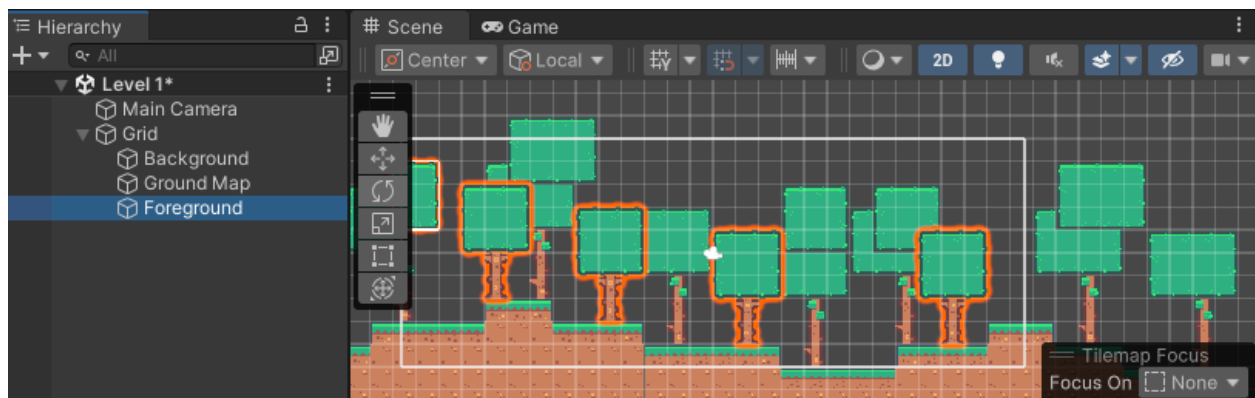 Hierarchy
All
Level 1*
Main Camera
Grid
Background
Ground Map
Foreground
Scene
Game
Center
Local
2D
Tilemap Focus
Focus On
None